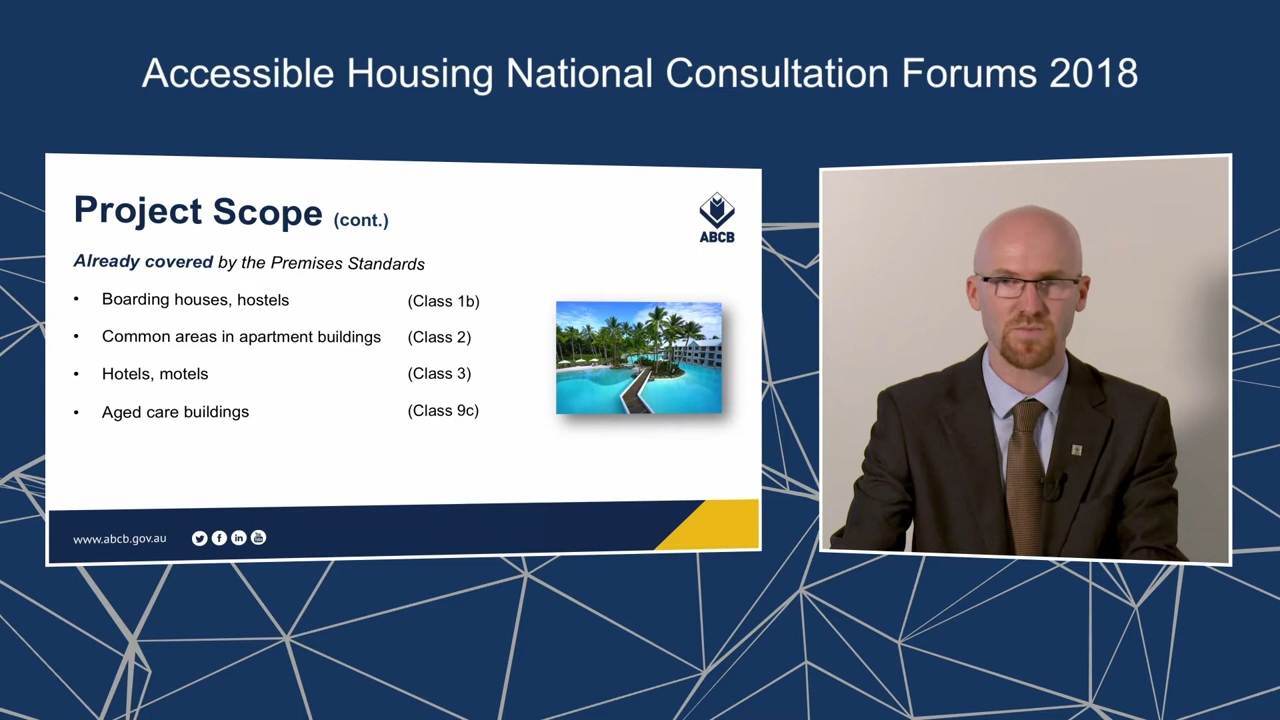 Accessible Housing National Consultation Forums 2018
Project Scope (cont.)
ABCB
Already covered by the Premises Standards
• Boarding houses, hostels (Class 1b)
• Common areas in apartment buildings (Class 2)
• Hotels, motels (Class 3)
• Aged care buildings (Class 9c)
www.abcb.gov.au